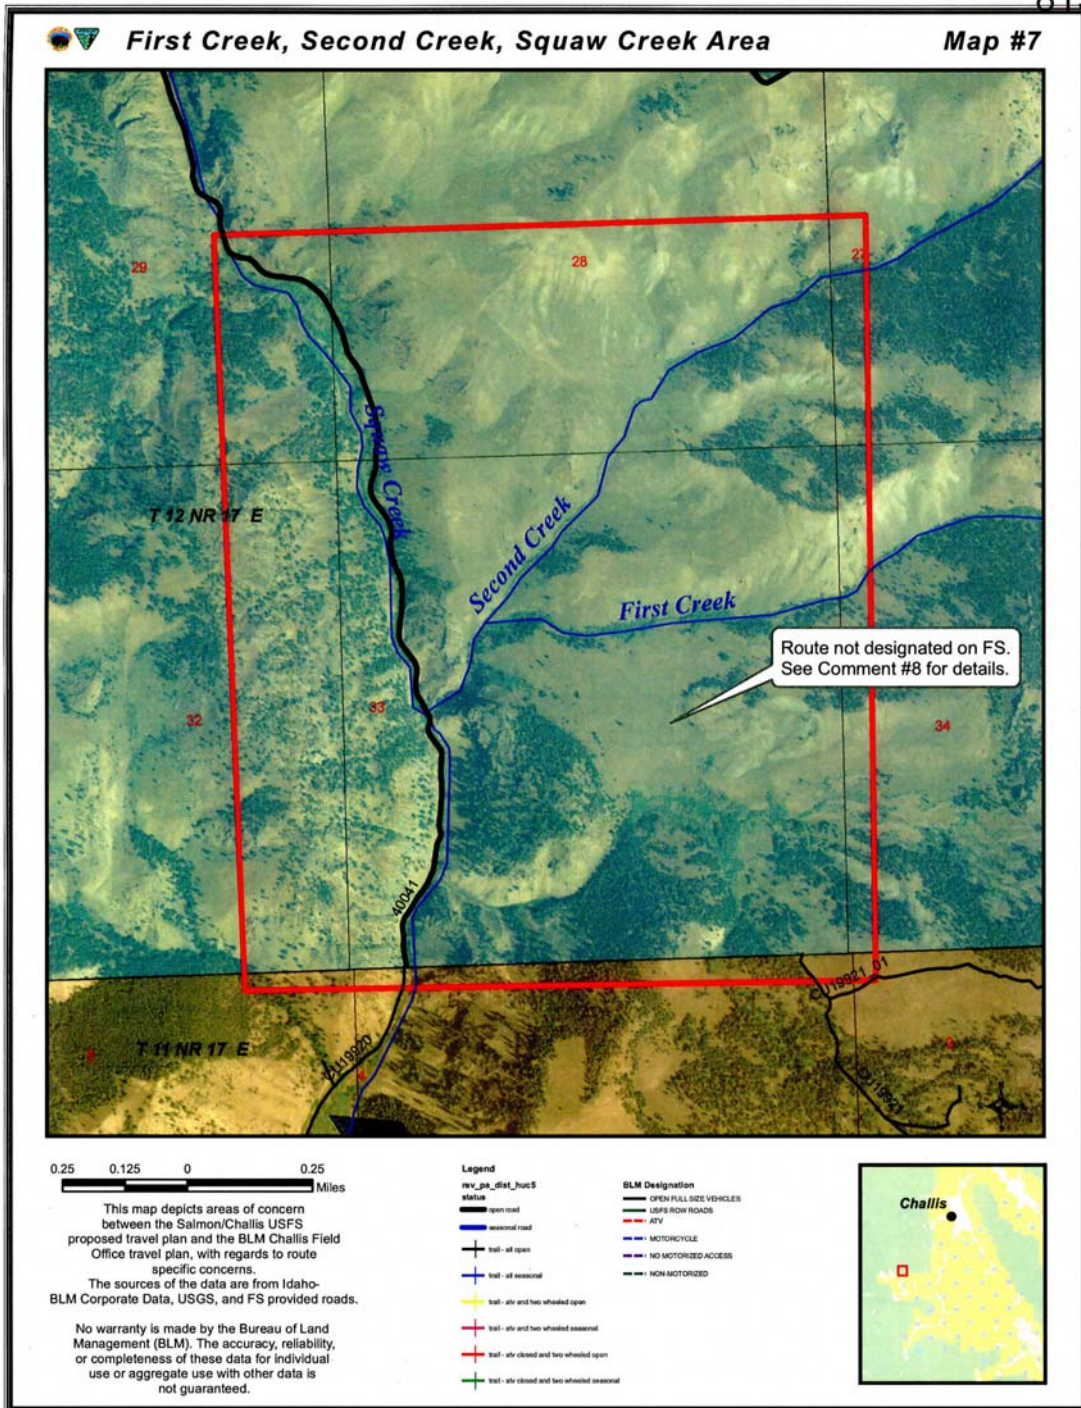 First Creek, Second Creek, Squaw Creek Area
Map #7
29
28
27
Squaw Creek
T 12 NR 17 E
Second Creek
First Creek
Route not designated on FS.
See Comment #8 for details.
32
33
34
40041
CU19921_01
T 11 NR 17 E
CU19920
4
CU19921
0.25 0.125 0 0.25
Miles
This map depicts areas of concern
between the Salmon/Challis USFS
proposed travel plan and the BLM Challis Field
Office travel plan, with regards to route
specific concerns.
The sources of the data are from Idaho-
BLM Corporate Data, USGS, and FS provided roads.
No warranty is made by the Bureau of Land
Management (BLM). The accuracy, reliability,
or completeness of these data for individual
use or aggregate use with other data is
not guaranteed.
Legend
rev_pa_dist_huc5
status
open road
seasonal road
trail - all open
trail - all seasonal
trail - atv and two wheeled open
trail - atv and two wheeled seasonal
trail - atv closed and two wheeled open
trail - atv closed and two wheeled seasonal
BLM Designation
OPEN FULL SIZE VEHICLES
USFS ROW ROADS
ATV
MOTORCYCLE
NO MOTORIZED ACCESS
NON-MOTORIZED
Challis